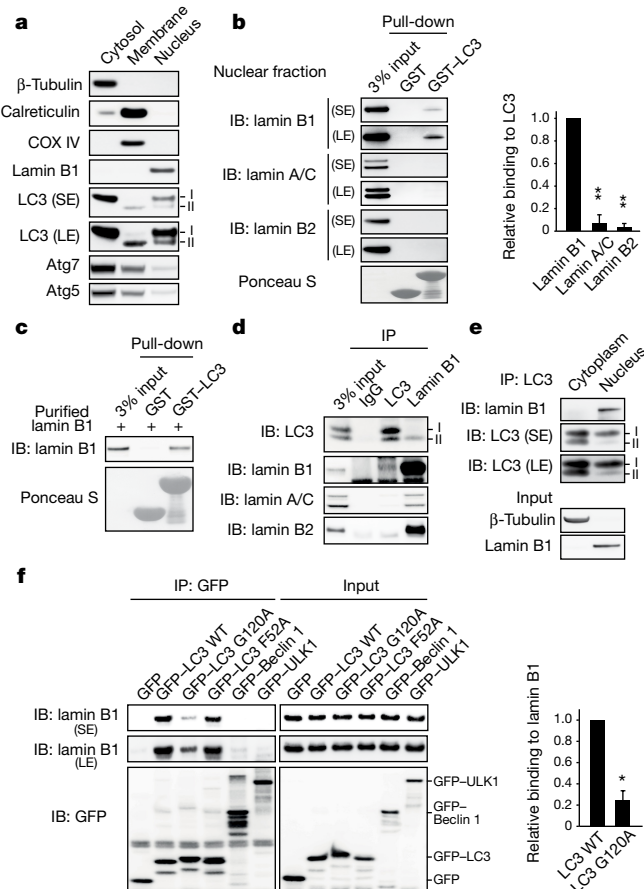 a
Cytosol
Membrane
Nucleus
β-Tubulin
Calreticulin
COX IV
Lamin B1
LC3 (SE)
I
II
LC3 (LE)
I
II
Atg7
Atg5
b
Pull-down
Nuclear fraction
3% input
GST
GST–LC3
IB: lamin B1
(SE)
(LE)
IB: lamin A/C
(SE)
(LE)
IB: lamin B2
(SE)
(LE)
Ponceau S
Relative binding to LC3
1.0
0.8
0.6
0.4
0.2
0
**
**
Lamin B1
Lamin A/C
Lamin B2
c
Pull-down
3% input
GST
GST–LC3
Purified lamin B1
+ + +
IB: lamin B1
Ponceau S
d
IP
3% input
IgG
LC3
Lamin B1
IB: LC3
I
II
IB: lamin B1
IB: lamin A/C
IB: lamin B2
e
Cytoplasm
Nucleus
IP: LC3
IB: lamin B1
IB: LC3 (SE)
I
II
IB: LC3 (LE)
I
II
Input
β-Tubulin
Lamin B1
f
IP: GFP
Input
GFP
GFP–LC3 WT
GFP–LC3 G120A
GFP–LC3 F52A
GFP–Beclin 1
GFP–ULK1
GFP
GFP–LC3 WT
GFP–LC3 G120A
GFP–LC3 F52A
GFP–Beclin 1
GFP–ULK1
IB: lamin B1
(SE)
IB: lamin B1
(LE)
IB: GFP
GFP–ULK1
GFP–
Beclin 1
GFP–LC3
GFP
Relative binding to lamin B1
1.0
0.8
0.6
0.4
0.2
0
*
LC3 WT
LC3 G120A